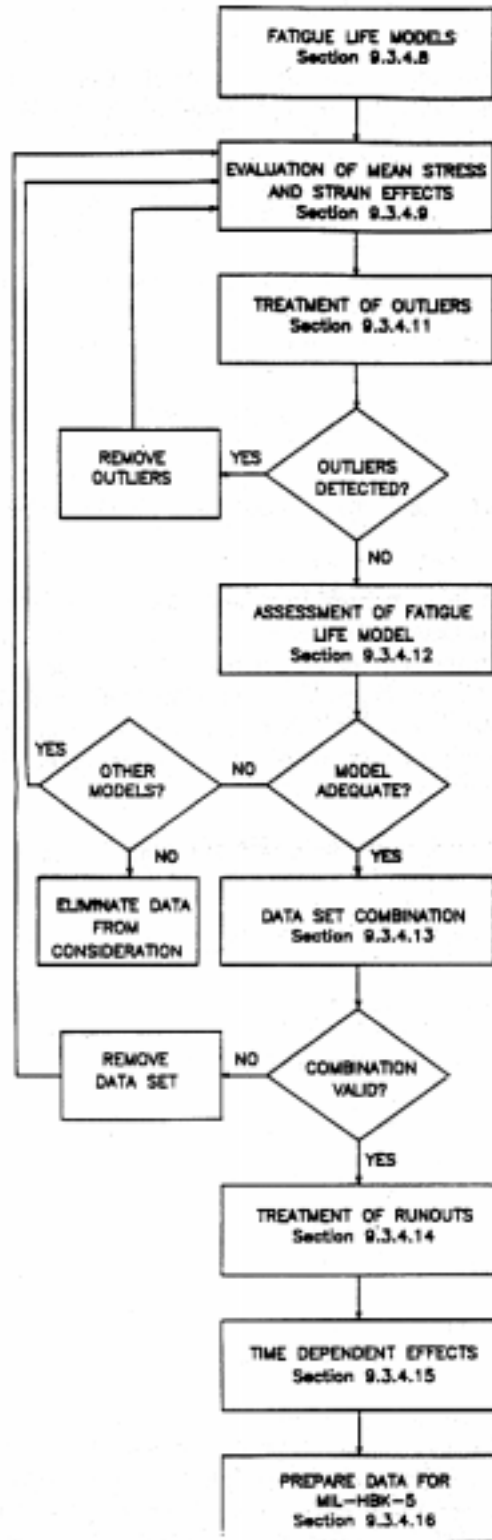 FATIGUE LIFE MODELS
Section 9.3.4.8
EVALUATION OF MEAN STRESS
AND STRAIN EFFECTS
Section 9.3.4.9
TREATMENT OF OUTLIERS
Section 9.3.4.11
REMOVE
OUTLIERS
YES
OUTLIERS
DETECTED?
NO
ASSESSMENT OF FATIGUE
LIFE MODEL
Section 9.3.4.12
YES
OTHER
MODELS?
NO
MODEL
ADEQUATE?
NO
YES
ELIMINATE DATA
FROM
CONSIDERATION
DATA SET COMBINATION
Section 9.3.4.13
REMOVE
DATA SET
NO
COMBINATION
VALID?
YES
TREATMENT OF RUNOUTS
Section 9.3.4.14
TIME DEPENDENT EFFECTS
Section 9.3.4.15
PREPARE DATA FOR
MIL-HBK-5
Section 9.3.4.16